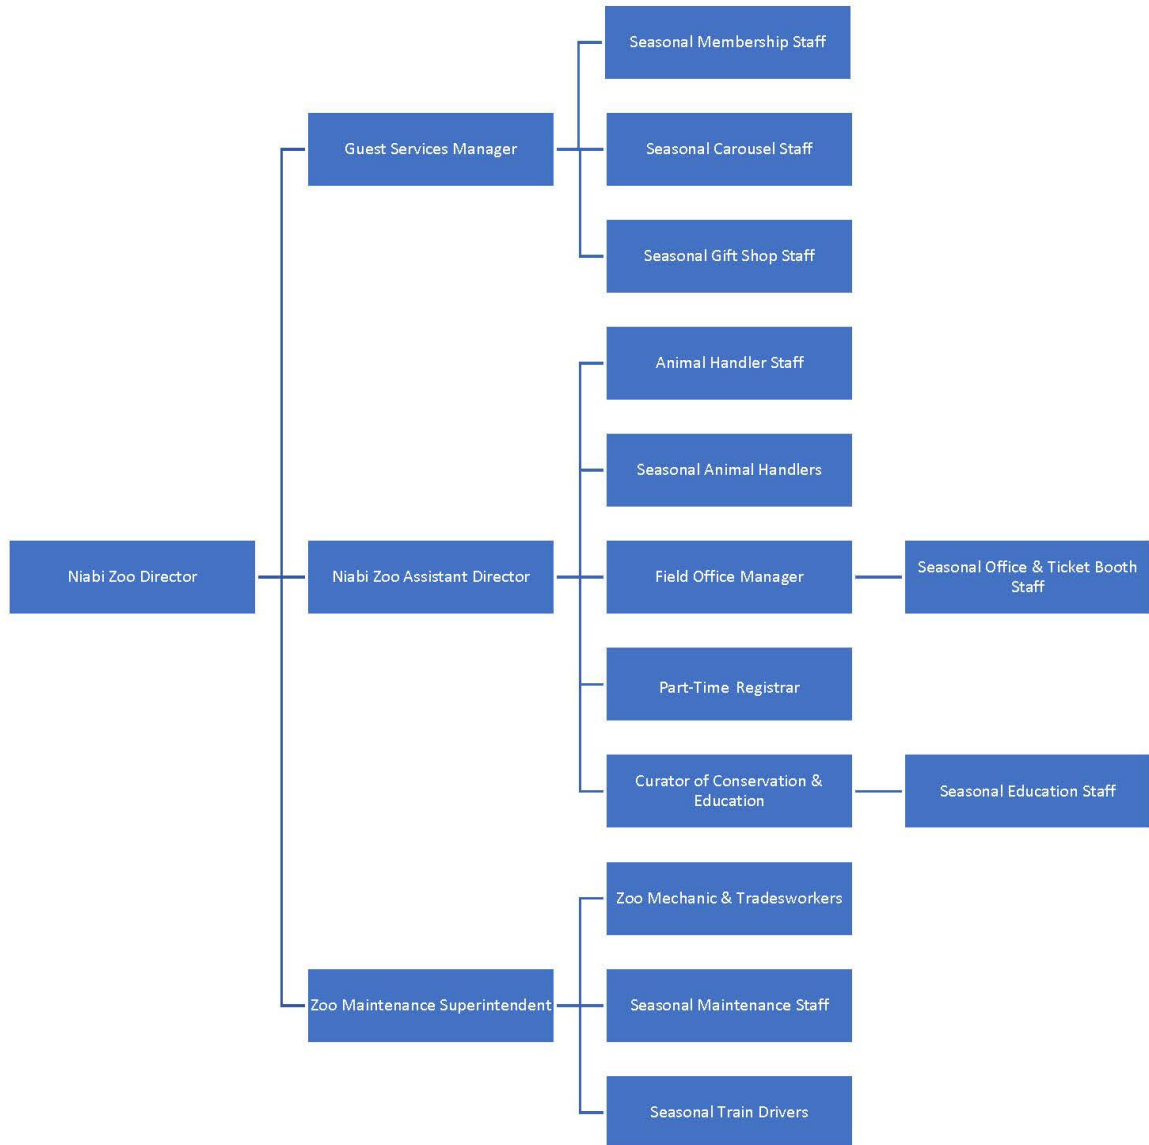 Seasonal Membership Staff
Guest Services Manager
Seasonal Carousel Staff
Seasonal Gift Shop Staff
Animal Handler Staff
Seasonal Animal Handlers
Niabi Zoo Director
Niabi Zoo Assistant Director
Field Office Manager
Seasonal Office & Ticket Booth
Staff
Part-Time Registrar
Curator of Conservation &
Education
Seasonal Education Staff
Zoo Mechanic & Tradesworkers
Zoo Maintenance Superintendent
Seasonal Maintenance Staff
Seasonal Train Drivers